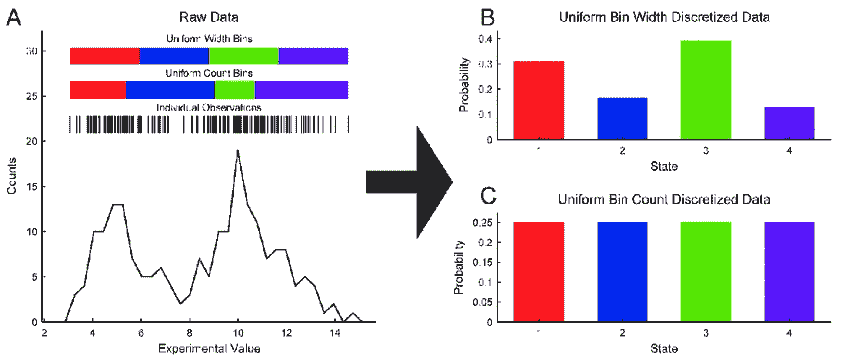 A
Raw Data
Uniform Width Bins
Uniform Count Bins
Individual Observations
Counts
30
25
20
15
10
5
0
2 4 6 8 10 12 14
Experimental Value
B
Uniform Bin Width Discretized Data
Probability
0.4
0.3
0.2
0.1
0
1 2 3 4
State
C
Uniform Bin Count Discretized Data
Probability
0.25
0.2
0.15
0.1
0.05
0
1 2 3 4
State